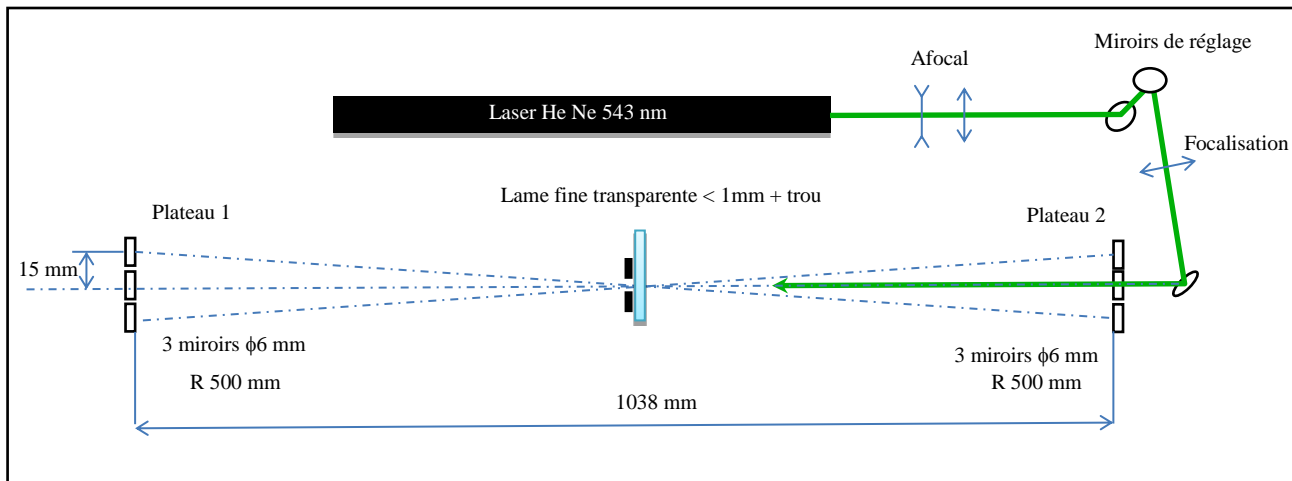 Miroirs de réglage
Afocal
Laser He Ne 543 nm
Focalisation
Lame fine transparente < 1mm + trou
Plateau 1
Plateau 2
15 mm
3 miroirs ϕ6 mm
R 500 mm
3 miroirs ϕ6 mm
R 500 mm
1038 mm